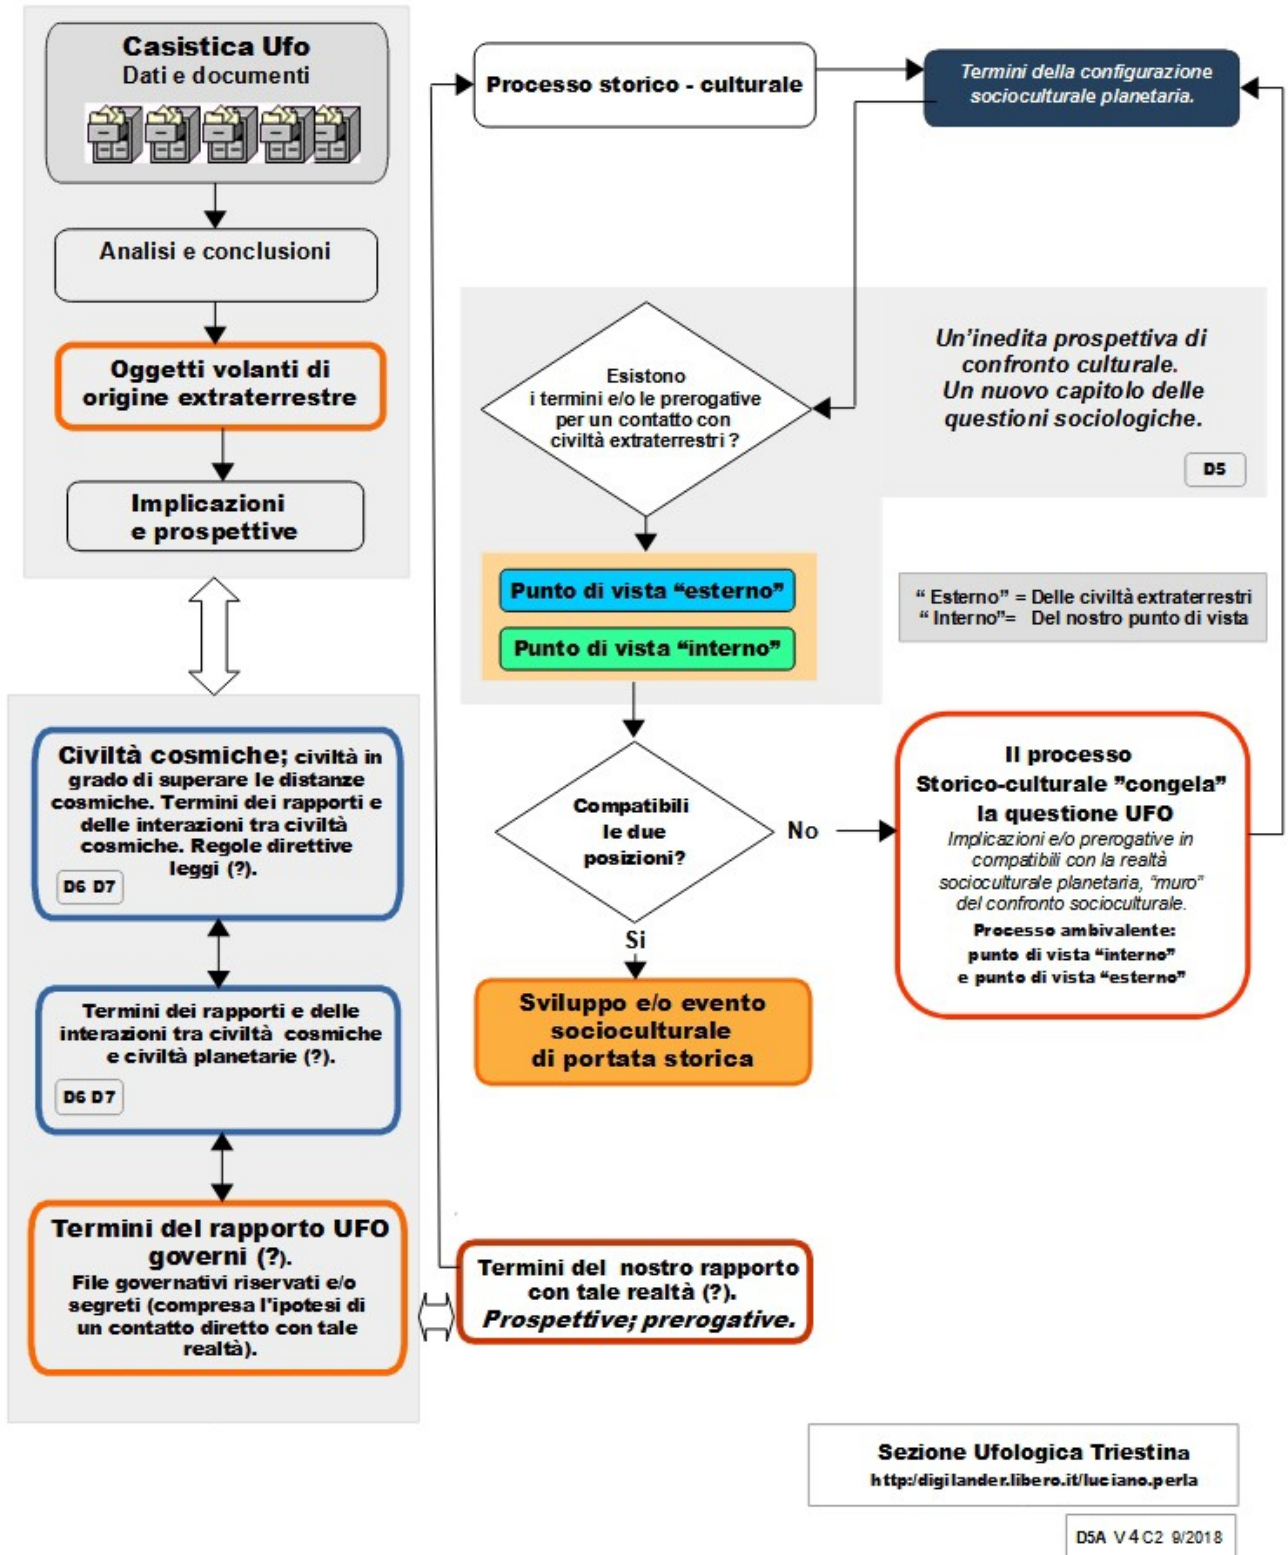 Casistica Ufo
Dati e documenti
Analisi e conclusioni
Oggetti volanti di
origine extraterrestre
Implicazioni
e prospettive
Civiltà cosmiche; civiltà in
grado di superare le distanze
cosmiche. Termini dei rapporti e
delle interazioni tra civiltà
cosmiche. Regole direttive
leggi (?).
D6 D7
Termini dei rapporti e delle
interazioni tra civiltà cosmiche
e civiltà planetarie (?).
D6 D7
Termini del rapporto UFO
governi (?).
File governativi riservati e/o
segreti (compresa l'ipotesi di
un contatto diretto con tale
realtà).
Processo storico - culturale
Termini della configurazione
socioculturale planetaria.
Esistono
i termini e/o le prerogative
per un contatto con
civiltà extraterrestri ?
Un’inedita prospettiva di
confronto culturale.
Un nuovo capitolo delle
questioni sociologiche.
D5
Punto di vista “esterno”
Punto di vista “interno”
“ Esterno” = Delle civiltà extraterrestri
“ Interno”= Del nostro punto di vista
Compatibili
le due
posizioni?
No
Si
Il processo
Storico-culturale ”congela”
la questione UFO
Implicazioni e/o prerogative in
compatibili con la realtà
socioculturale planetaria, “muro”
del confronto socioculturale.
Processo ambivalente:
punto di vista “interno”
e punto di vista “esterno”
Sviluppo e/o evento
socioculturale
di portata storica
Termini del nostro rapporto
con tale realtà (?).
Prospettive; prerogative.
Sezione Ufologica Triestina
http:/digilander.libero.it/luciano.perla
D5A V 4 C2 9/2018